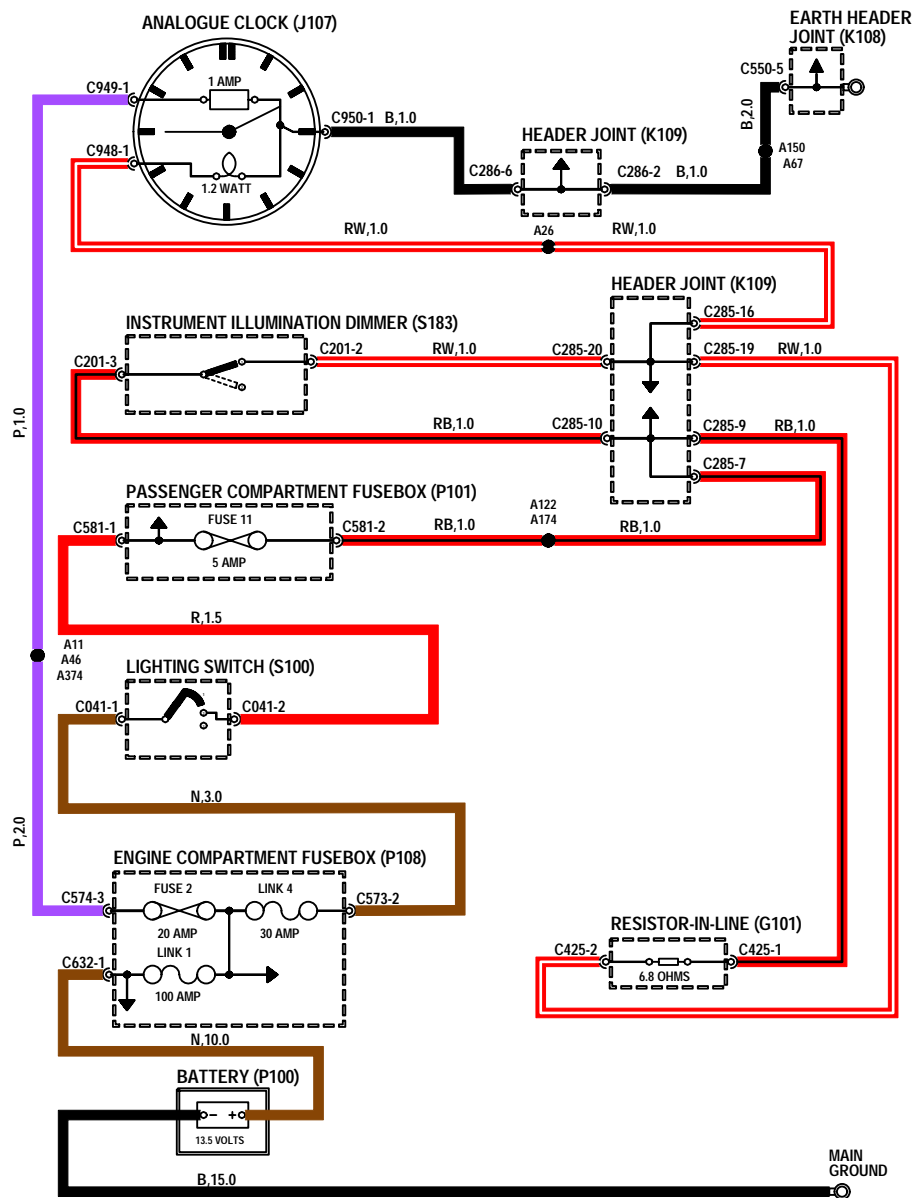 ANALOGUE CLOCK (J107)
EARTH HEADER
JOINT (K108)
C550-5
C949-1
1 AMP
C950-1 B,1.0
B,2.0
HEADER JOINT (K109)
A150
A67
C948-1
C286-6
C286-2 B,1.0
1.2 WATT
RW,1.0
A26
RW,1.0
HEADER JOINT (K109)
C285-16
INSTRUMENT ILLUMINATION DIMMER (S183)
C201-3
C201-2
RW,1.0
C285-20
C285-19
RW,1.0
P,1.0
RB,1.0
C285-10
C285-9
RB,1.0
C285-7
PASSENGER COMPARTMENT FUSEBOX (P101)
C581-1
FUSE 11
5 AMP
C581-2
RB,1.0
A122
A174
RB,1.0
R,1.5
A11
A46
A374
LIGHTING SWITCH (S100)
C041-1
C041-2
N,3.0
P,2.0
ENGINE COMPARTMENT FUSEBOX (P108)
C574-3
FUSE 2
20 AMP
LINK 4
30 AMP
C573-2
C632-1
LINK 1
100 AMP
RESISTOR-IN-LINE (G101)
C425-2
C425-1
6.8 OHMS
N,10.0
BATTERY (P100)
- +
13.5 VOLTS
B,15.0
MAIN
GROUND